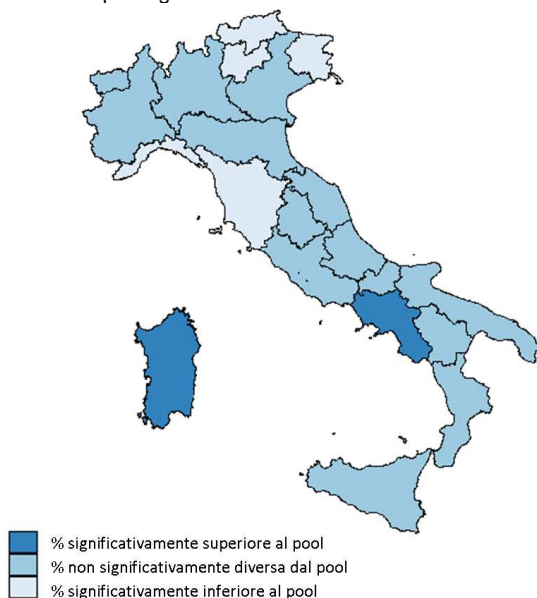 % significativamente superiore al pool
% non significativamente diversa dal pool
% significativamente inferiore al pool